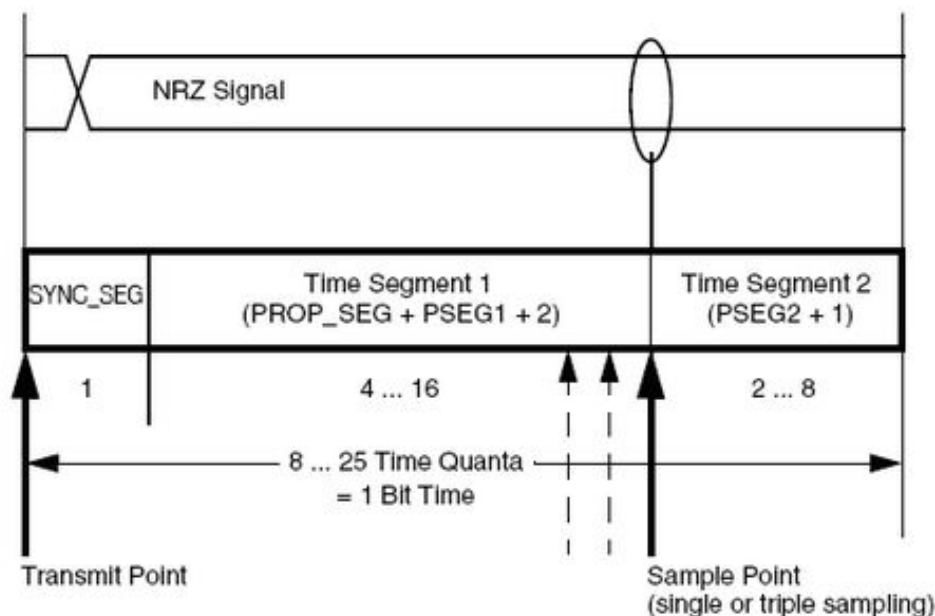 NRZ Signal
SYNC_SEG
Time Segment 1
(PROP_SEG + PSEG1 + 2)
Time Segment 2
(PSEG2 + 1)
1
4 ... 16
2 ... 8
8 ... 25 Time Quanta
= 1 Bit Time
Transmit Point
Sample Point
(single or triple sampling)